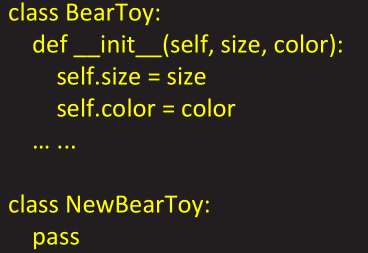 class BearToy:
def __init__(self, size, color):
self.size = size
self.color = color
... ...
class NewBearToy:
pass